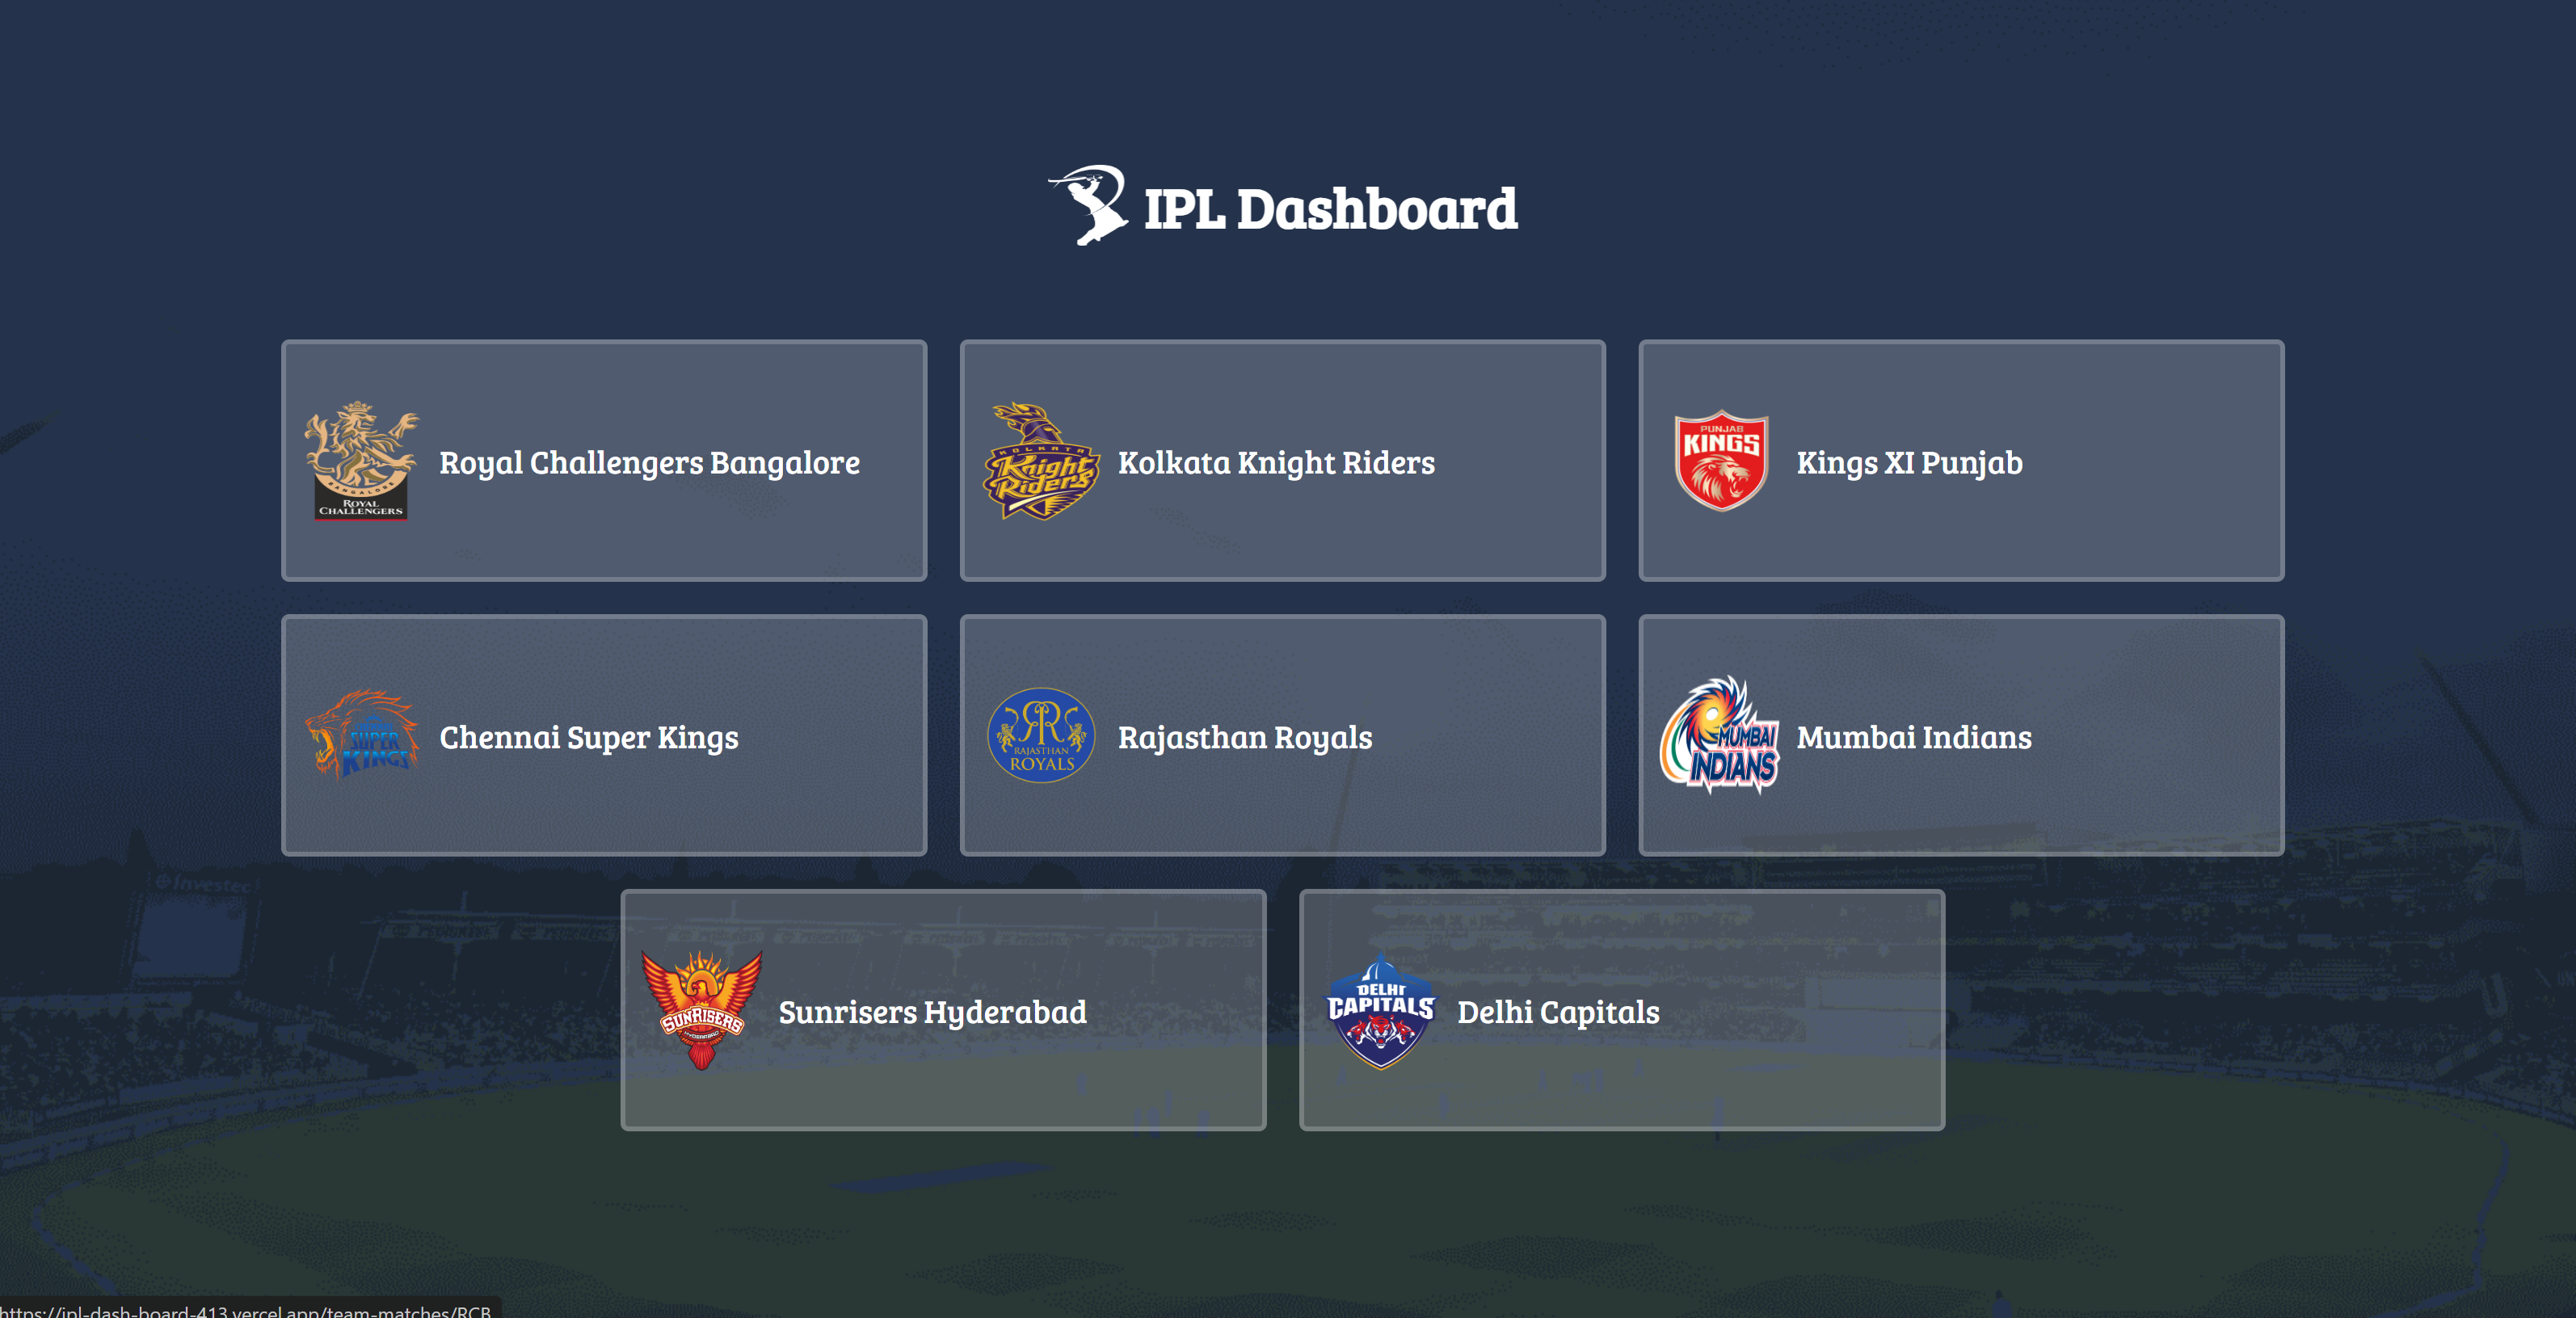 IPL Dashboard
BANGALORE
ROYAL
CHALLENGERS
Royal Challengers Bangalore
KOLKATA
Knight
Riders
Kolkata Knight Riders
PUNJAB
KINGS
Kings XI Punjab
SUPER
KINGS
Chennai Super Kings
RR
RAJASTHAN
ROYALS
Rajasthan Royals
MUMBAI
INDIANS
Mumbai Indians
Investec
SUNRISERS
HYDERABAD
Sunrisers Hyderabad
DELHI
CAPITALS
Delhi Capitals
https://ipl-dash-board-413.vercel.app/team-matches/RCB